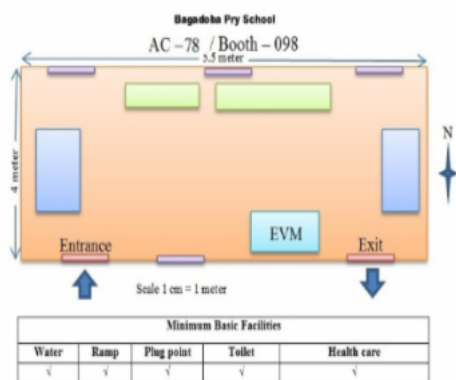 Bagadoba Pry School
AC – 78 / Booth – 098
5.5 meter
4 meter
N
EVM
Entrance
Exit
Scale 1 cm = 1 meter
Minimum Basic Facilities
Water Ramp Plug point Toilet Health care
√ √ √ √ √